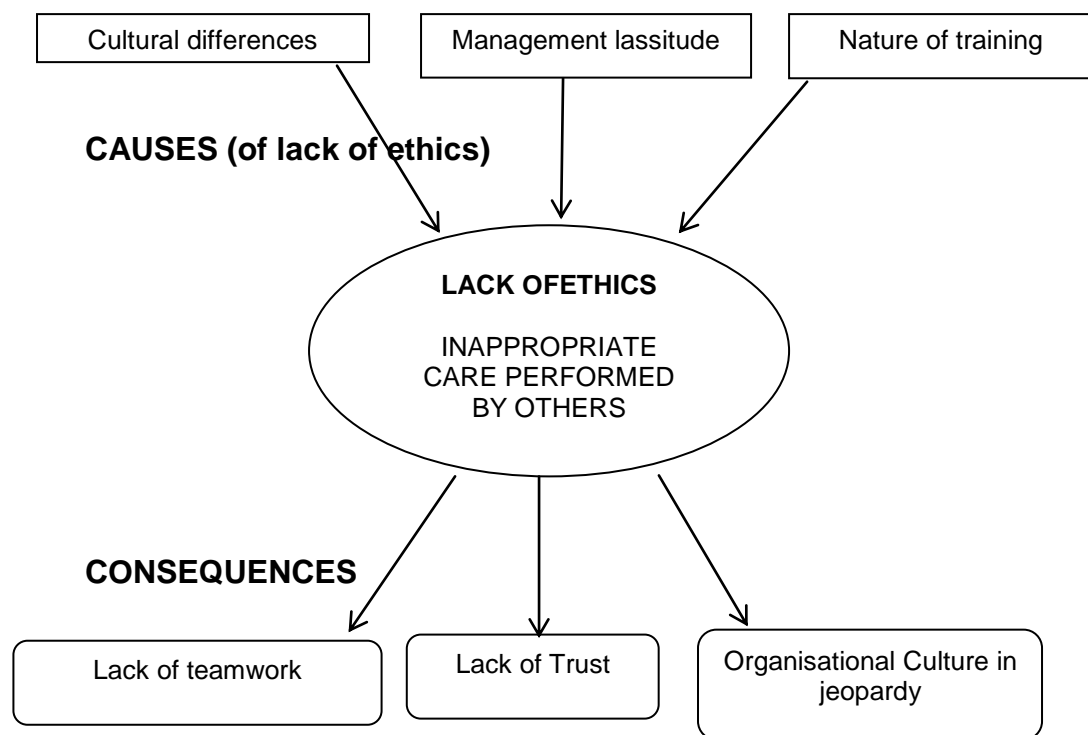 Cultural differences
Management lassitude
Nature of training
CAUSES (of lack of ethics)
LACK OFETHICS
INAPPROPRIATE
CARE PERFORMED
BY OTHERS
CONSEQUENCES
Lack of teamwork
Lack of Trust
Organisational Culture in
jeopardy